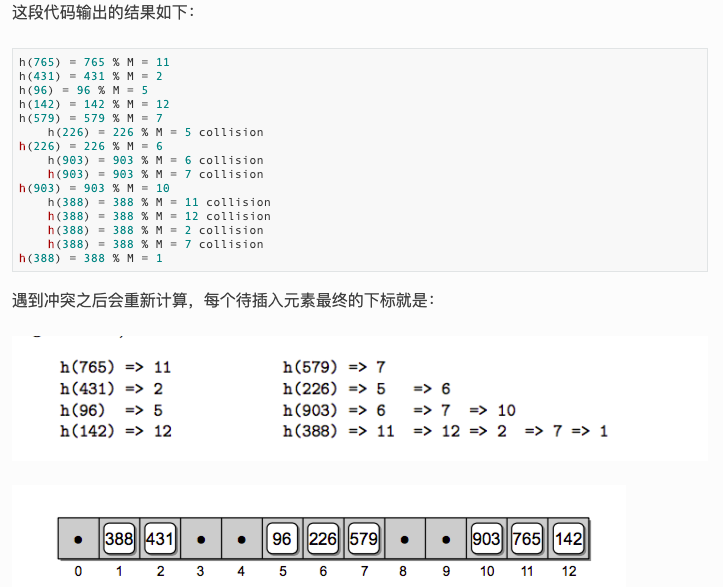 这段代码输出的结果如下：
h(765) = 765 % M = 11
h(431) = 431 % M = 2
h(96) = 96 % M = 5
h(142) = 142 % M = 12
h(579) = 579 % M = 7
h(226) = 226 % M = 5 collision
h(226) = 226 % M = 6
h(903) = 903 % M = 6 collision
h(903) = 903 % M = 7 collision
h(903) = 903 % M = 10
h(388) = 388 % M = 11 collision
h(388) = 388 % M = 12 collision
h(388) = 388 % M = 2 collision
h(388) = 388 % M = 7 collision
h(388) = 388 % M = 1
遇到冲突之后会重新计算，每个待插入元素最终的下标就是：
h(765) => 11 h(579) => 7
h(431) => 2 h(226) => 5 => 6
h(96) => 5 h(903) => 6 => 7 => 10
h(142) => 12 h(388) => 11 => 12 => 2 => 7 => 1
• 388 431 • • 96 226 579 • • 903 765 142
0 1 2 3 4 5 6 7 8 9 10 11 12